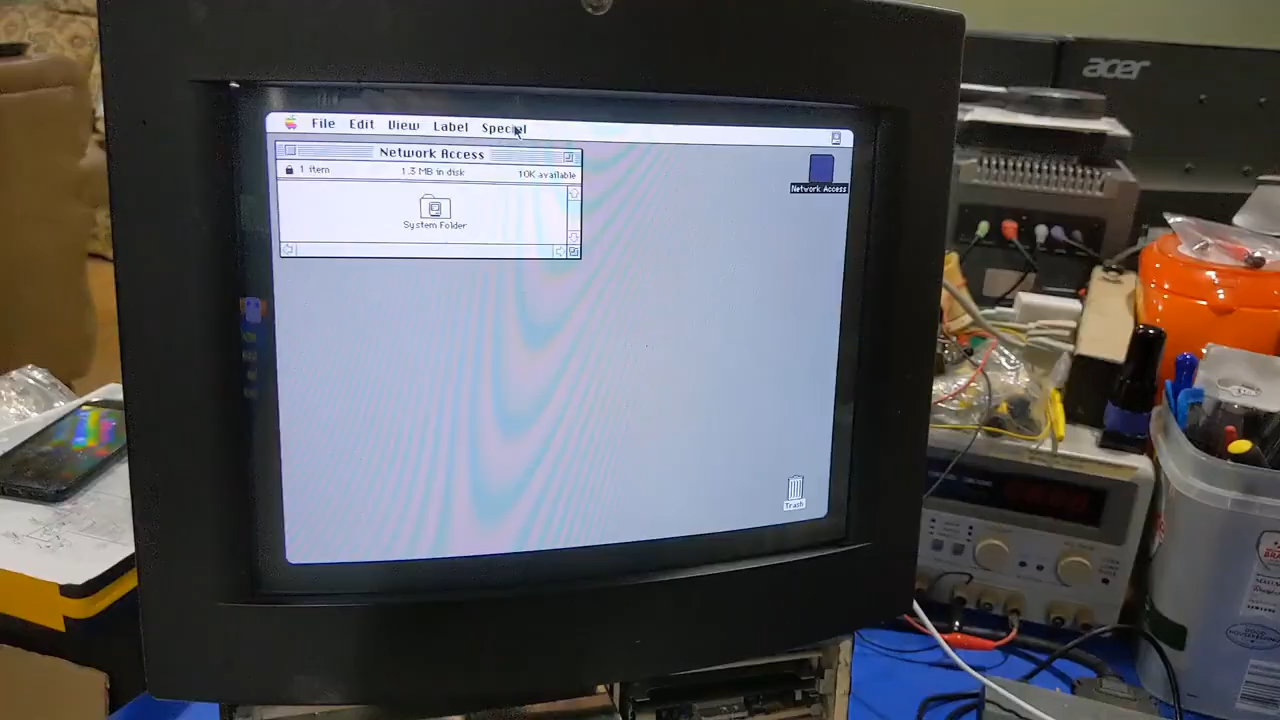 File Edit View Label Special
Network Access
1 item 1.3 MB in disk 10K available
System Folder
Network Access
Trash
acer